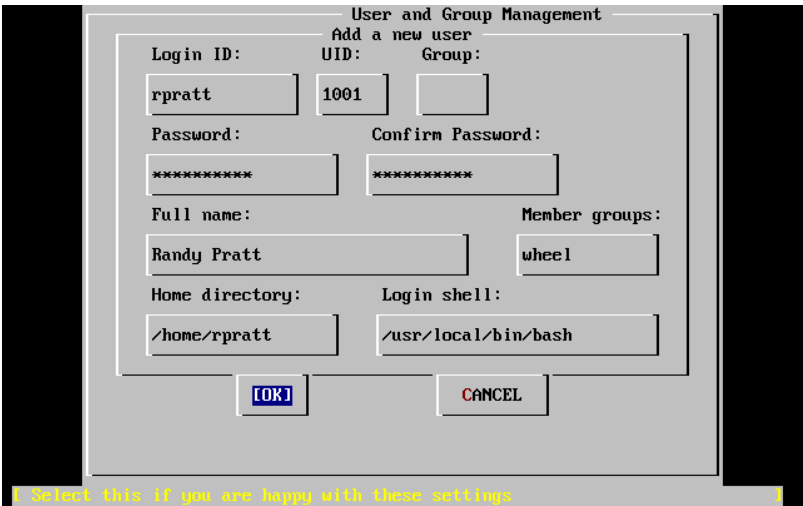 User and Group Management
Add a new user
Login ID: UID: Group:
rpratt 1001
Password: Confirm Password:
********** **********
Full name: Member groups:
Randy Pratt wheel
Home directory: Login shell:
/home/rpratt /usr/local/bin/bash
[OK] CANCEL
[ Select this if you are happy with these settings ]